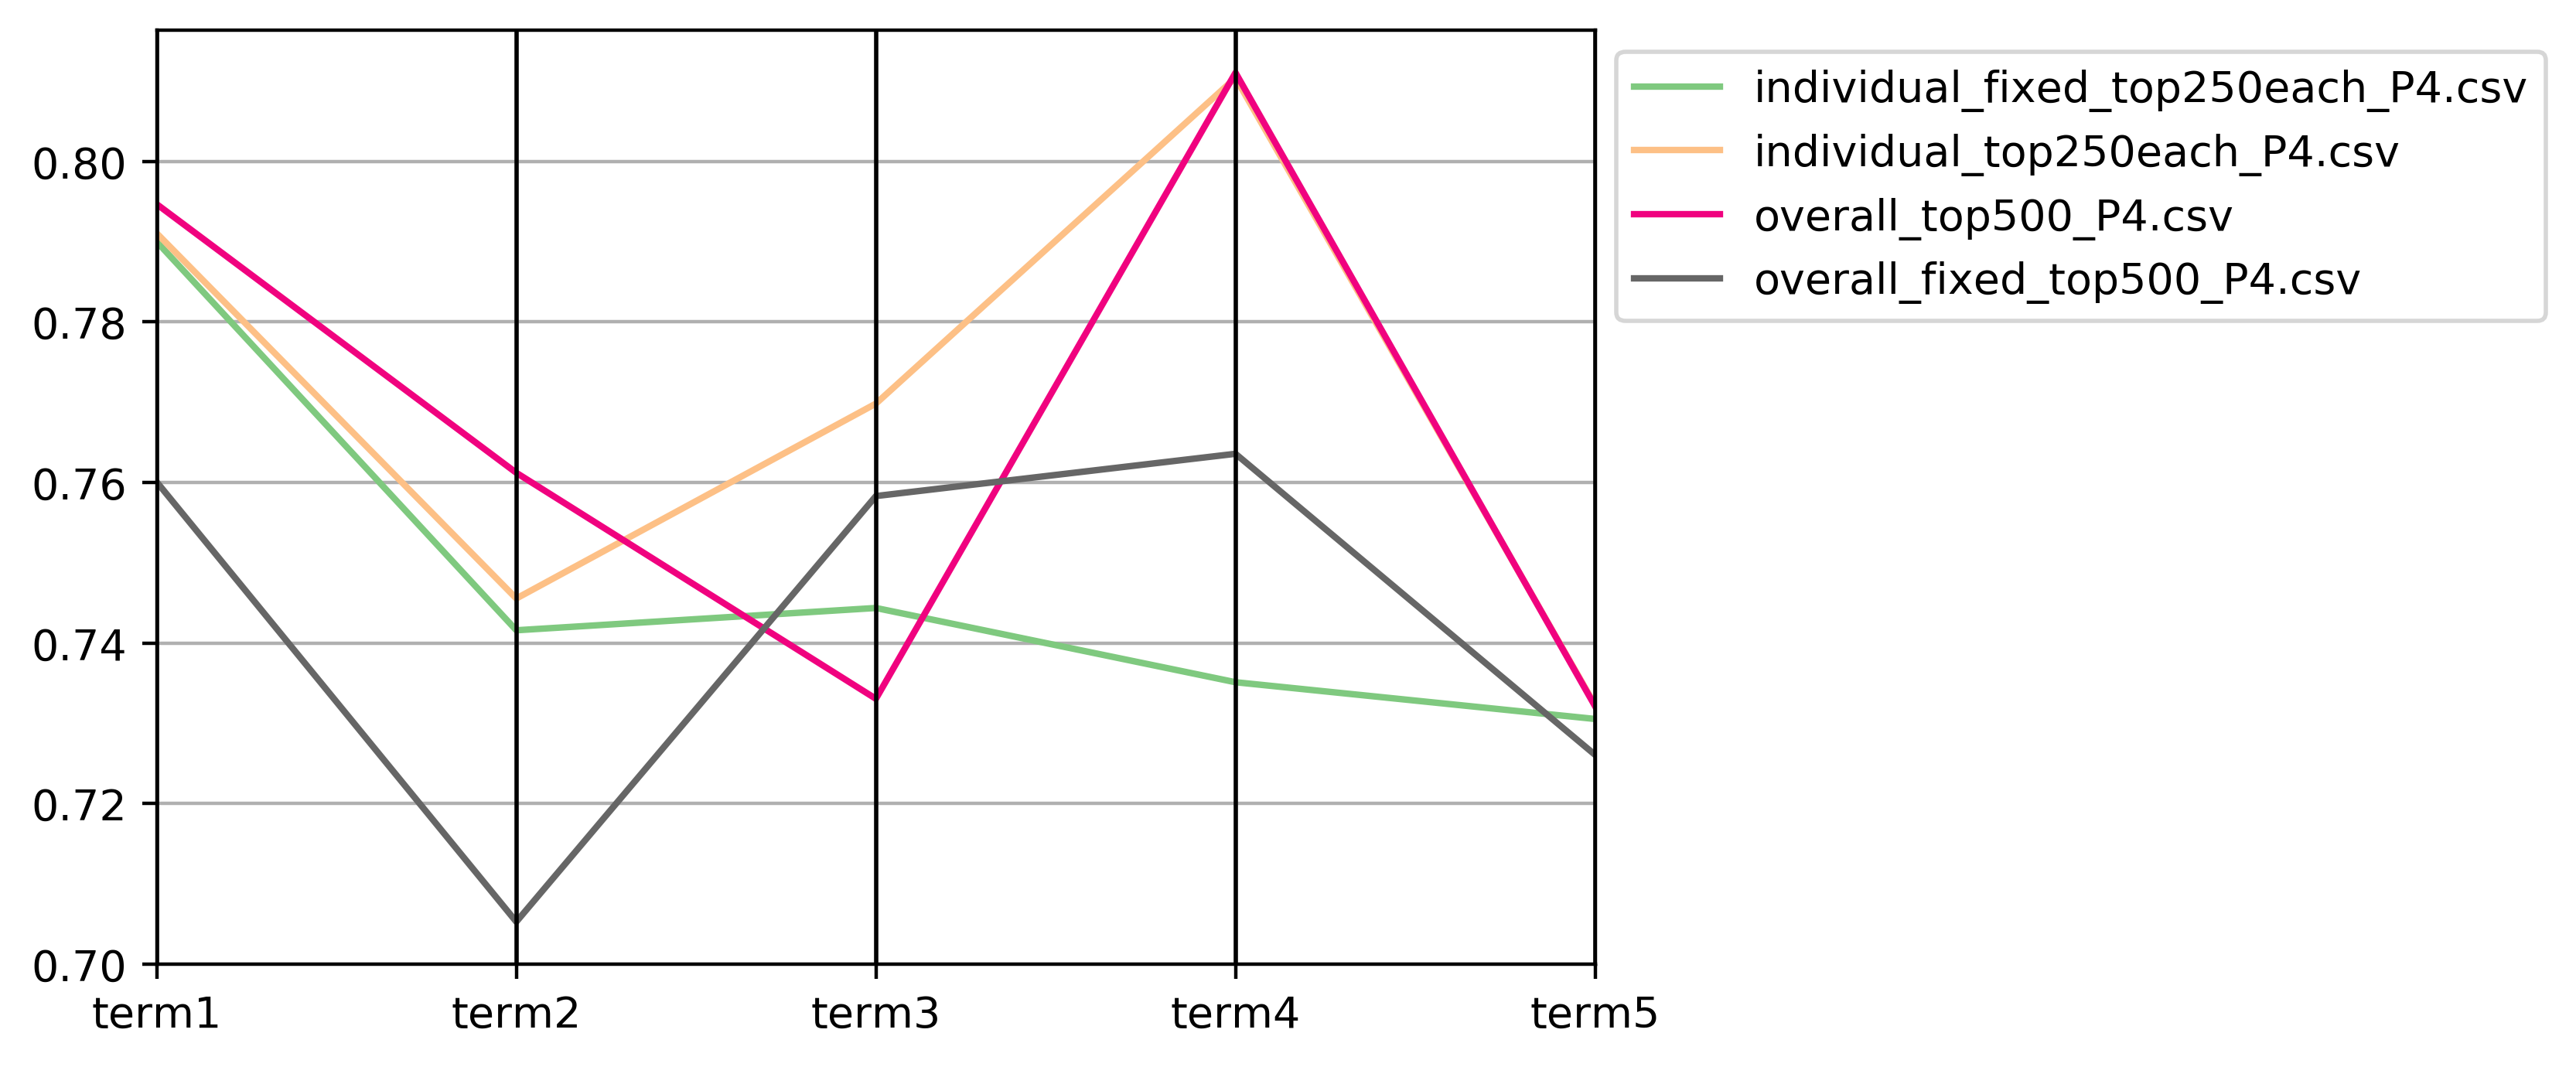 individual_fixed_top250each_P4.csv
individual_top250each_P4.csv
overall_top500_P4.csv
overall_fixed_top500_P4.csv
0.80
0.78
0.76
0.74
0.72
0.70
term1 term2 term3 term4 term5